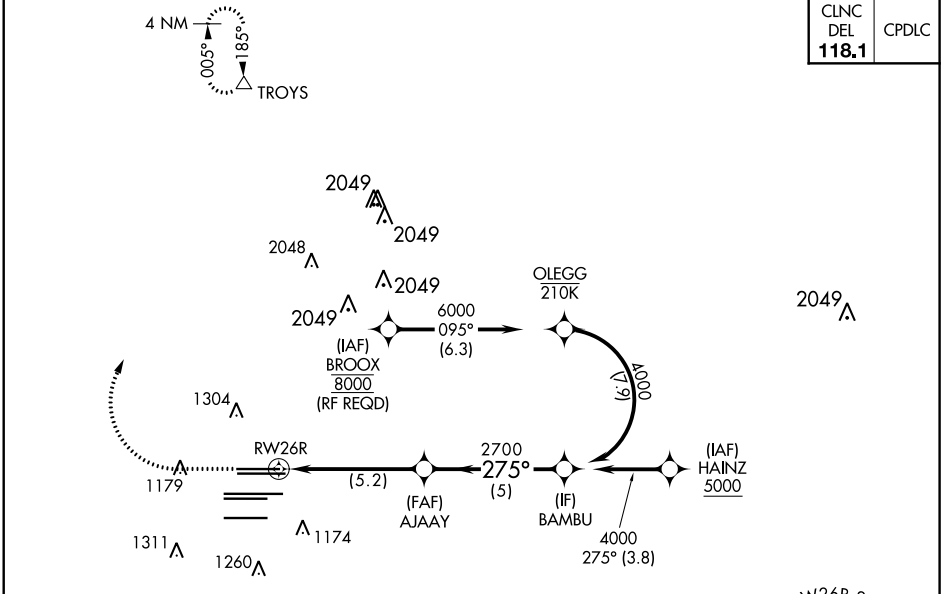 4 NM
005°
185°
TROYS
CLNC
DEL
118.1
CPDLC
2049
2049
2048
2049
2049
OLEGG
210K
2049
6000
095°
(6.3)
(IAF)
BROOX
8000
(RF REQD)
4000
(7.9)
1304
RW26R
1179
(5.2)
2700
275°
(5)
(IAF)
HAINZ
5000
(FAF)
AJAAY
(IF)
BAMBU
4000
275° (3.8)
1311
1260
1174